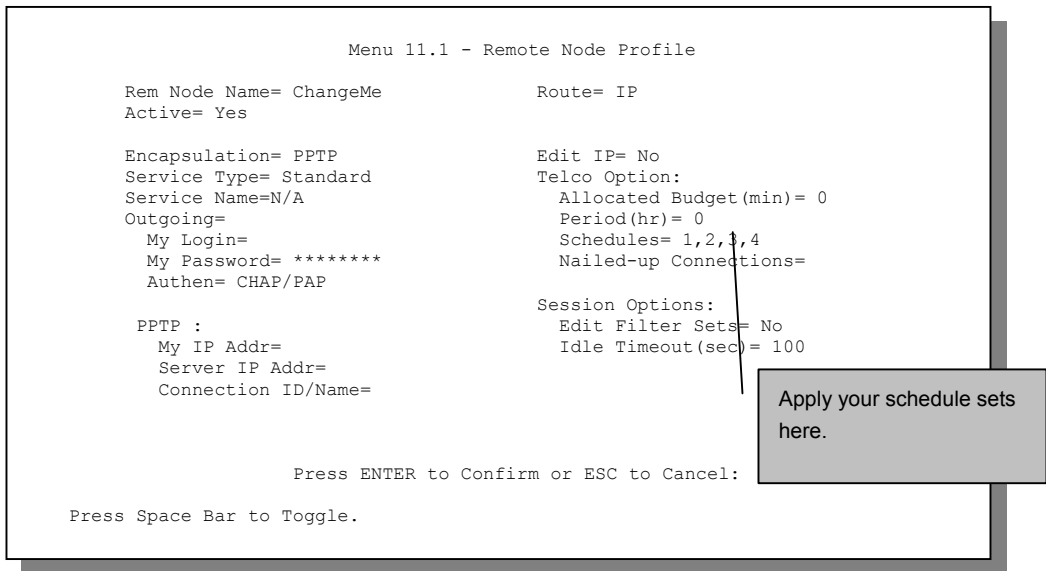 Menu 11.1 - Remote Node Profile
Rem Node Name= ChangeMe Route= IP
Active= Yes
Encapsulation= PPTP Edit IP= No
Service Type= Standard Telco Option:
Service Name=N/A Allocated Budget(min)= 0
Outgoing= Period(hr)= 0
My Login= Schedules= 1,2,3,4
My Password= ******** Nailed-up Connections=
Authen= CHAP/PAP
Session Options:
PPTP : Edit Filter Sets= No
My IP Addr= Idle Timeout(sec)= 100
Server IP Addr=
Connection ID/Name=
Apply your schedule sets
here.
Press ENTER to Confirm or ESC to Cancel:
Press Space Bar to Toggle.